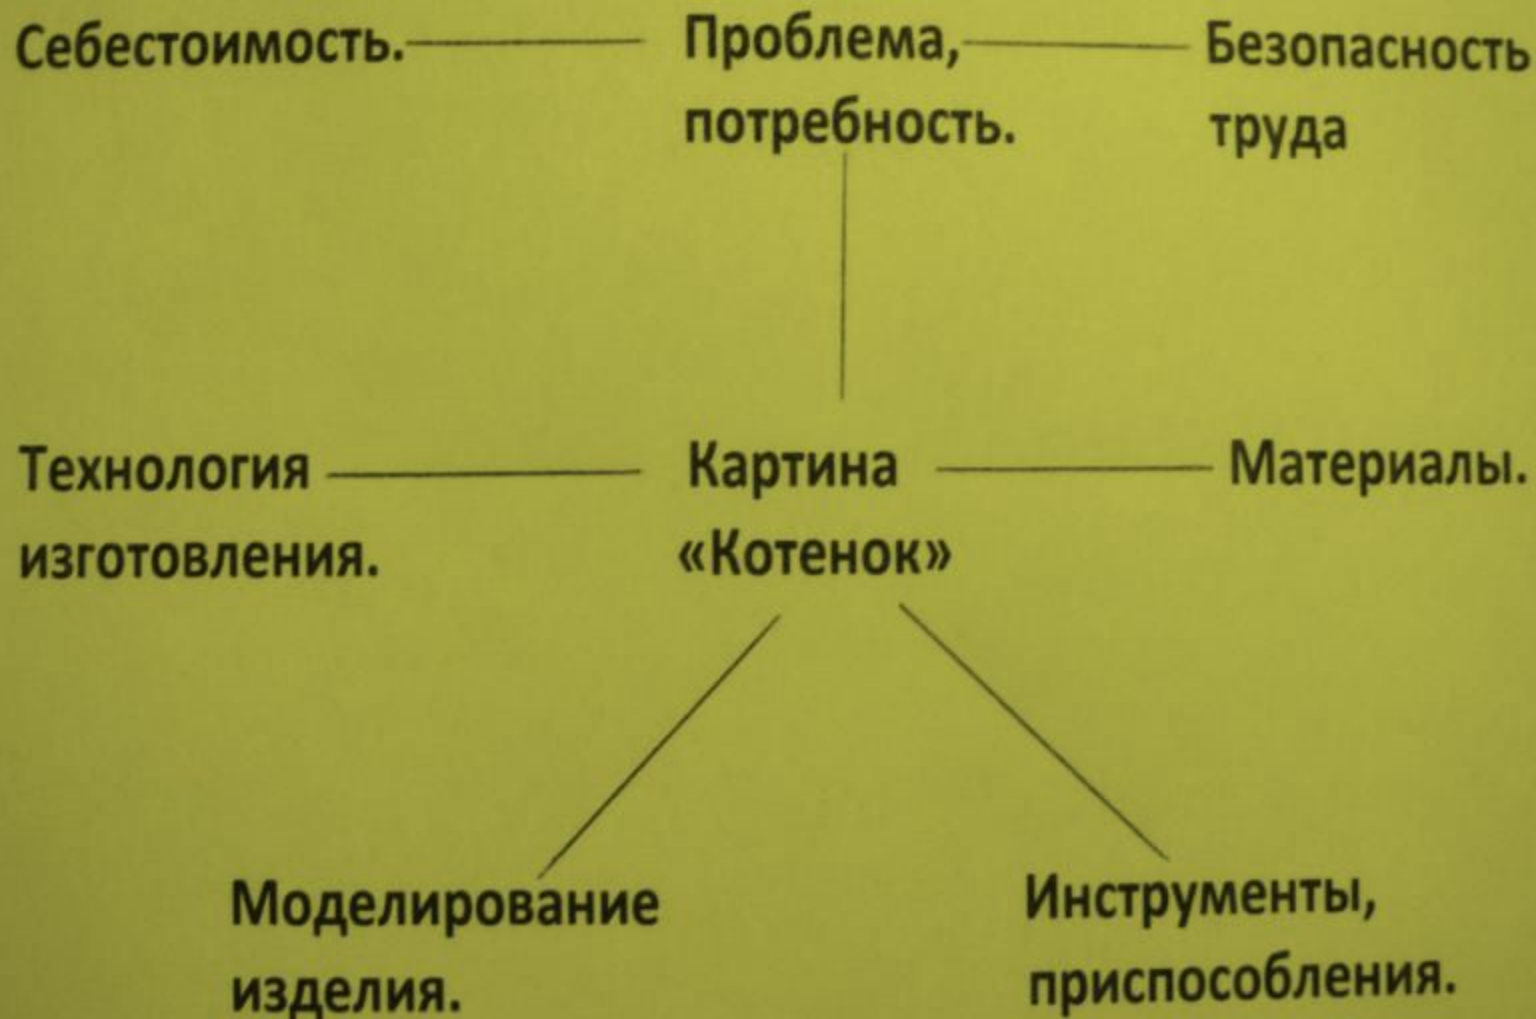 Себестоимость. Проблема, Безопасность
потребность. труда
Технология Картина Материалы.
изготовления. «Котенок»
Моделирование Инструменты,
изделия. приспособления.